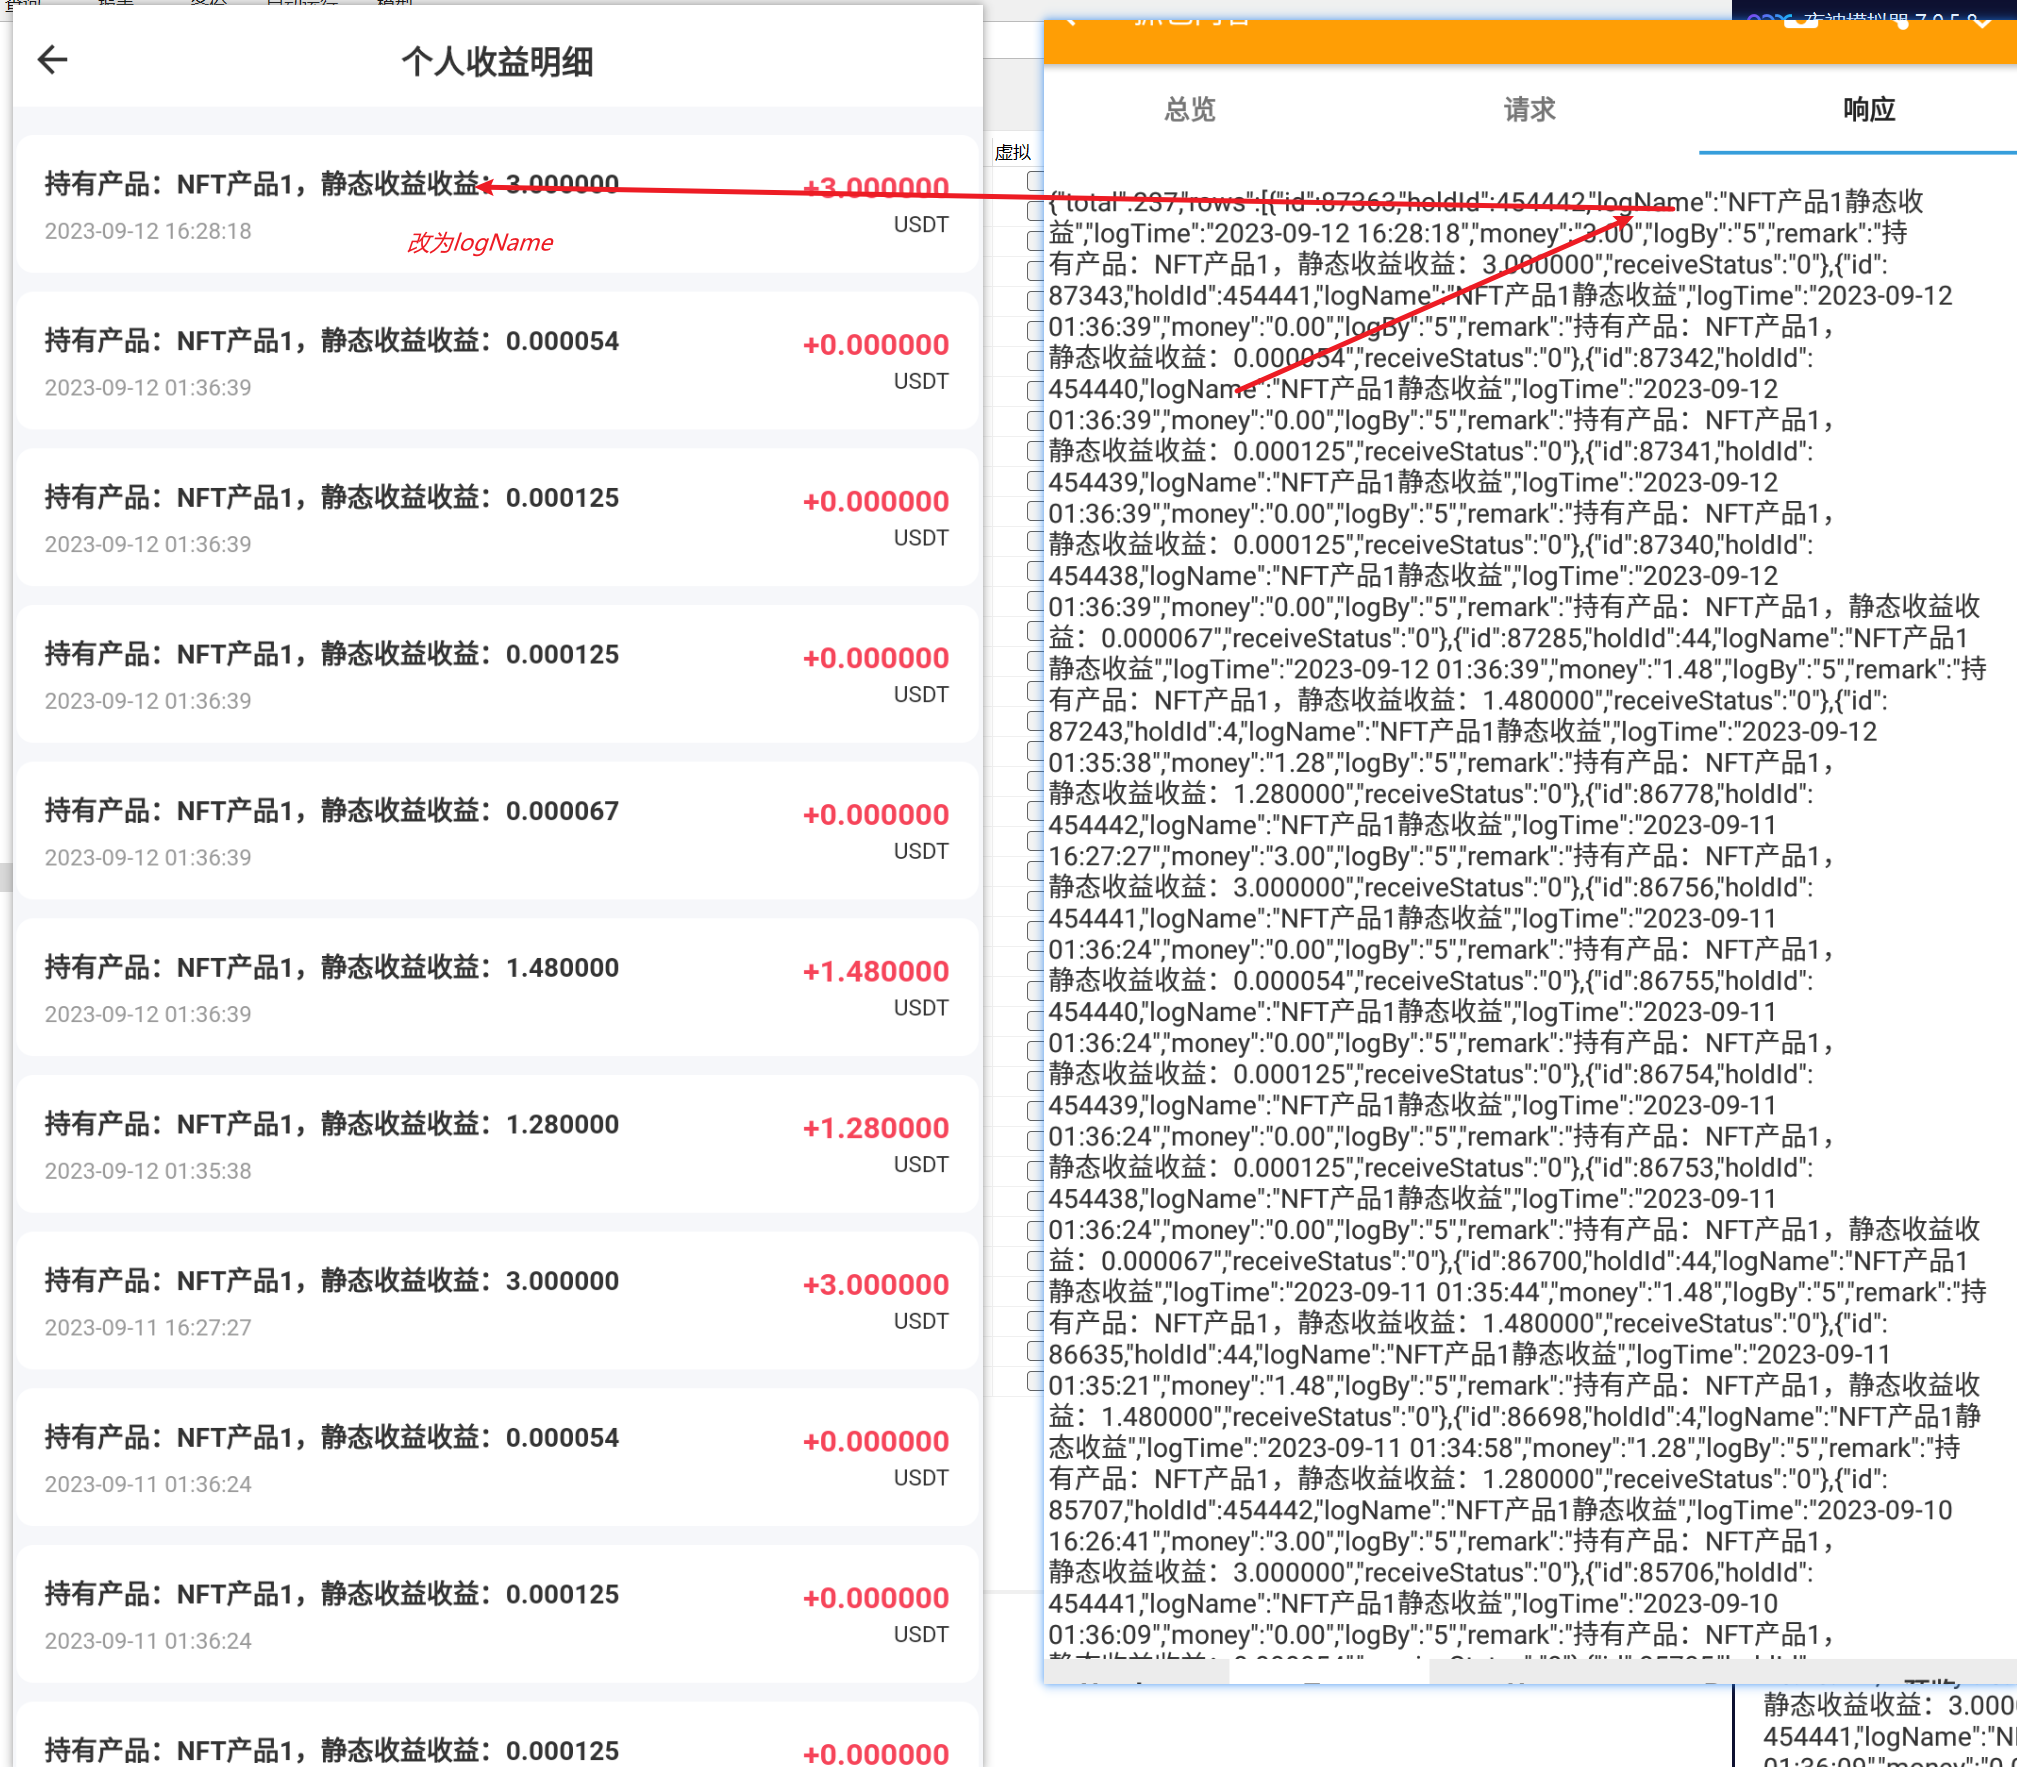 个人收益明细
持有产品：NFT产品1，静态收益收益：3.000000
+3.000000
2023-09-12 16:28:18
USDT
改为logName
持有产品：NFT产品1，静态收益收益：0.000054
+0.000000
2023-09-12 01:36:39
USDT
持有产品：NFT产品1，静态收益收益：0.000125
+0.000000
2023-09-12 01:36:39
USDT
持有产品：NFT产品1，静态收益收益：0.000125
+0.000000
2023-09-12 01:36:39
USDT
持有产品：NFT产品1，静态收益收益：0.000067
+0.000000
2023-09-12 01:36:39
USDT
持有产品：NFT产品1，静态收益收益：1.480000
+1.480000
2023-09-12 01:36:39
USDT
持有产品：NFT产品1，静态收益收益：1.280000
+1.280000
2023-09-12 01:35:38
USDT
持有产品：NFT产品1，静态收益收益：3.000000
+3.000000
2023-09-11 16:27:27
USDT
持有产品：NFT产品1，静态收益收益：0.000054
+0.000000
2023-09-11 01:36:24
USDT
持有产品：NFT产品1，静态收益收益：0.000125
+0.000000
2023-09-11 01:36:24
USDT
持有产品：NFT产品1，静态收益收益：0.000125
+0.000000
虚拟
总览
请求
响应
{"total":237,"rows":[{"id":87363,"holdId":454442,"logName":"NFT产品1静态收
益","logTime":"2023-09-12 16:28:18","money":"3.00","logBy":"5","remark":"持
有产品：NFT产品1，静态收益收益：3.000000","receiveStatus":"0"},{"id":
87343,"holdId":454441,"logName":"NFT产品1静态收益","logTime":"2023-09-12
01:36:39","money":"0.00","logBy":"5","remark":"持有产品：NFT产品1，
静态收益收益：0.000054","receiveStatus":"0"},{"id":87342,"holdId":
454440,"logName":"NFT产品1静态收益","logTime":"2023-09-12
01:36:39","money":"0.00","logBy":"5","remark":"持有产品：NFT产品1，
静态收益收益：0.000125","receiveStatus":"0"},{"id":87341,"holdId":
454439,"logName":"NFT产品1静态收益","logTime":"2023-09-12
01:36:39","money":"0.00","logBy":"5","remark":"持有产品：NFT产品1，
静态收益收益：0.000125","receiveStatus":"0"},{"id":87340,"holdId":
454438,"logName":"NFT产品1静态收益","logTime":"2023-09-12
01:36:39","money":"0.00","logBy":"5","remark":"持有产品：NFT产品1，静态收益收
益：0.000067","receiveStatus":"0"},{"id":87285,"holdId":44,"logName":"NFT产品1
静态收益","logTime":"2023-09-12 01:36:39","money":"1.48","logBy":"5","remark":"持
有产品：NFT产品1，静态收益收益：1.480000","receiveStatus":"0"},{"id":
87243,"holdId":4,"logName":"NFT产品1静态收益","logTime":"2023-09-12
01:35:38","money":"1.28","logBy":"5","remark":"持有产品：NFT产品1，
静态收益收益：1.280000","receiveStatus":"0"},{"id":86778,"holdId":
454442,"logName":"NFT产品1静态收益","logTime":"2023-09-11
16:27:27","money":"3.00","logBy":"5","remark":"持有产品：NFT产品1，
静态收益收益：3.000000","receiveStatus":"0"},{"id":86756,"holdId":
454441,"logName":"NFT产品1静态收益","logTime":"2023-09-11
01:36:24","money":"0.00","logBy":"5","remark":"持有产品：NFT产品1，
静态收益收益：0.000054","receiveStatus":"0"},{"id":86755,"holdId":
454440,"logName":"NFT产品1静态收益","logTime":"2023-09-11
01:36:24","money":"0.00","logBy":"5","remark":"持有产品：NFT产品1，
静态收益收益：0.000125","receiveStatus":"0"},{"id":86754,"holdId":
454439,"logName":"NFT产品1静态收益","logTime":"2023-09-11
01:36:24","money":"0.00","logBy":"5","remark":"持有产品：NFT产品1，
静态收益收益：0.000125","receiveStatus":"0"},{"id":86753,"holdId":
454438,"logName":"NFT产品1静态收益","logTime":"2023-09-11
01:36:24","money":"0.00","logBy":"5","remark":"持有产品：NFT产品1，静态收益收
益：0.000067","receiveStatus":"0"},{"id":86700,"holdId":44,"logName":"NFT产品1
静态收益","logTime":"2023-09-11 01:35:44","money":"1.48","logBy":"5","remark":"持
有产品：NFT产品1，静态收益收益：1.480000","receiveStatus":"0"},{"id":
86635,"holdId":44,"logName":"NFT产品1静态收益","logTime":"2023-09-11
01:35:21","money":"1.48","logBy":"5","remark":"持有产品：NFT产品1，静态收益收
益：1.480000","receiveStatus":"0"},{"id":86698,"holdId":4,"logName":"NFT产品1静
态收益","logTime":"2023-09-11 01:34:58","money":"1.28","logBy":"5","remark":"持
有产品：NFT产品1，静态收益收益：1.280000","receiveStatus":"0"},{"id":
85707,"holdId":454442,"logName":"NFT产品1静态收益","logTime":"2023-09-10
16:26:41","money":"3.00","logBy":"5","remark":"持有产品：NFT产品1，
静态收益收益：3.000000","receiveStatus":"0"},{"id":85706,"holdId":
454441,"logName":"NFT产品1静态收益","logTime":"2023-09-10
01:36:09","money":"0.00","logBy":"5","remark":"持有产品：NFT产品1，
静态收益收益：3.000
454441,"logName":"N